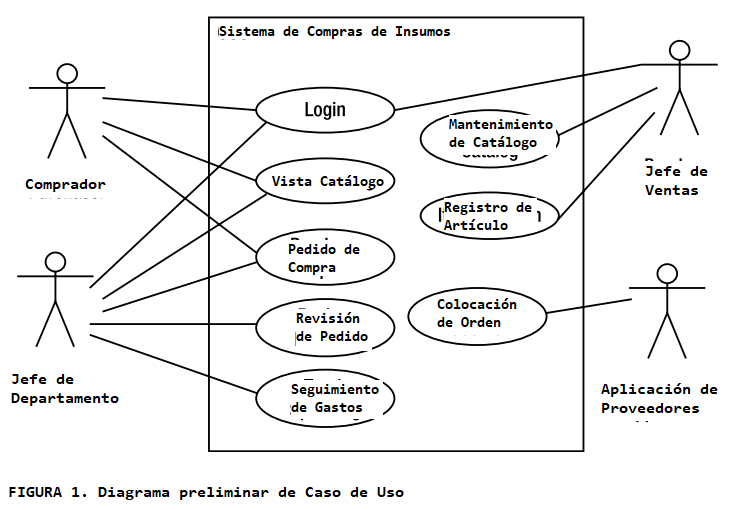 Sistema de Compras de Insumos
Login
Mantenimiento
de Catálogo
Vista Catálogo
Comprador
Jefe de
Ventas
Registro de
Artículo
Pedido de
Compra
Revisión
de Pedido
Colocación
de Orden
Jefe de
Departamento
Seguimiento
de Gastos
Aplicación de
Proveedores
FIGURA 1. Diagrama preliminar de Caso de Uso